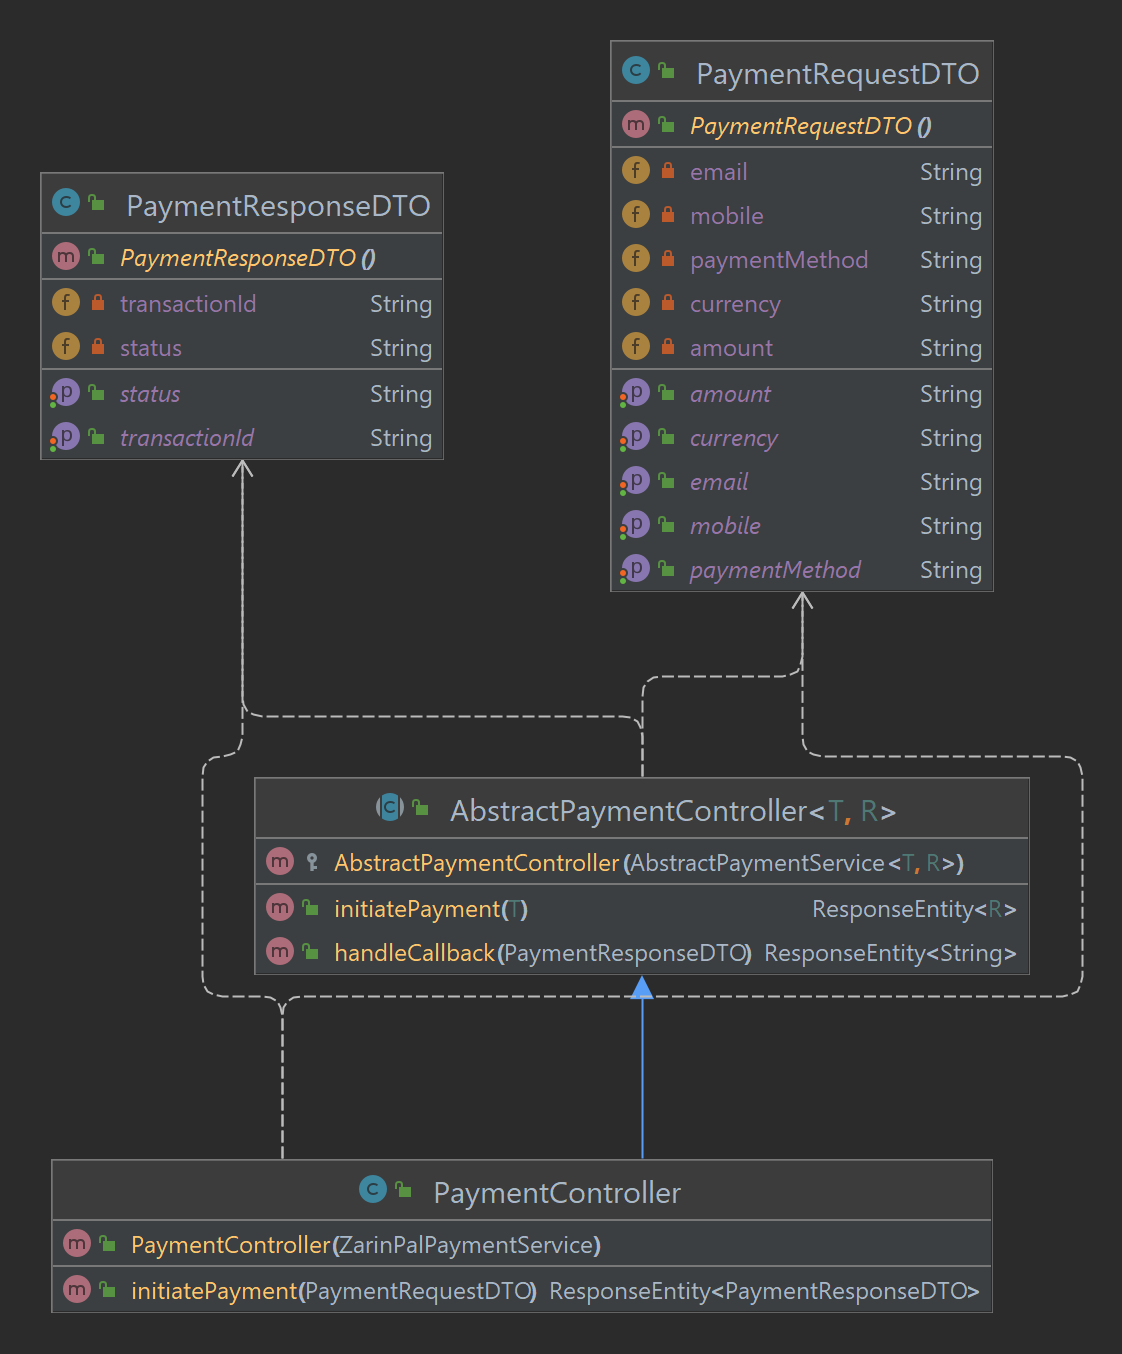 PaymentRequestDTO
PaymentRequestDTO ()
email String
mobile String
paymentMethod String
currency String
amount String
amount String
currency String
email String
mobile String
paymentMethod String
PaymentResponseDTO
PaymentResponseDTO ()
transactionId String
status String
status String
transactionId String
AbstractPaymentController<T, R>
AbstractPaymentController(AbstractPaymentService<T, R>)
initiatePayment(T) ResponseEntity<R>
handleCallback(PaymentResponseDTO) ResponseEntity<String>
PaymentController
PaymentController(ZarinPalPaymentService)
initiatePayment(PaymentRequestDTO) ResponseEntity<PaymentResponseDTO>